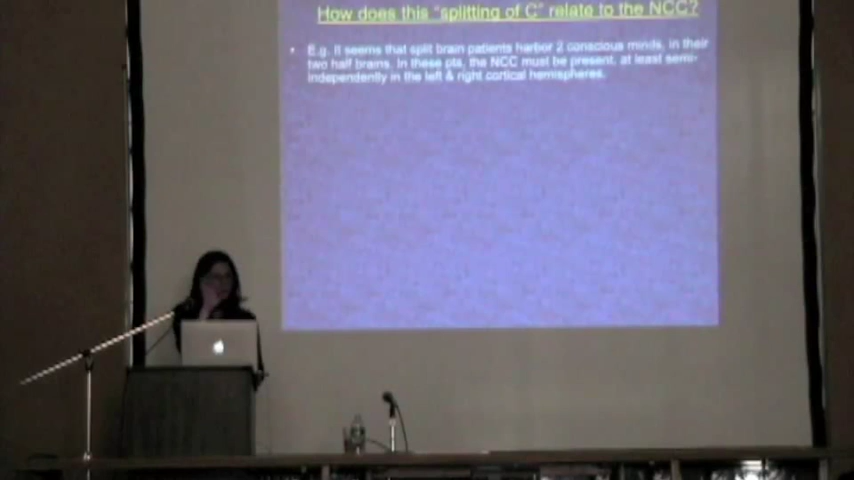 How does this "splitting of C" relate to the NCC?
• E.g. It seems that split brain patients harbor 2 conscious minds, in their
two half brains. In these pts, the NCC must be present, at least semi-
independently in the left & right cortical hemispheres.